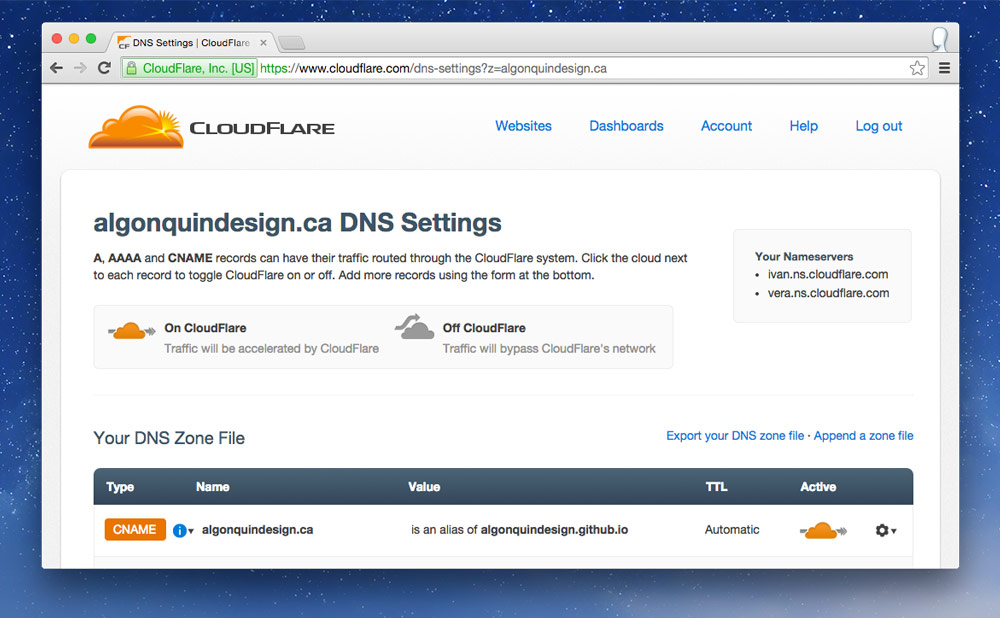 DNS Settings | CloudFlare
CloudFlare, Inc. [US] https://www.cloudflare.com/dns-settings?z=algonquindesign.ca
CLOUDFLARE
Websites Dashboards Account Help Log out
algonquindesign.ca DNS Settings
A, AAAA and CNAME records can have their traffic routed through the CloudFlare system. Click the cloud next
to each record to toggle CloudFlare on or off. Add more records using the form at the bottom.
Your Nameservers
• ivan.ns.cloudflare.com
• vera.ns.cloudflare.com
On CloudFlare
Traffic will be accelerated by CloudFlare
Off CloudFlare
Traffic will bypass CloudFlare's network
Your DNS Zone File
Export your DNS zone file · Append a zone file
Type Name Value TTL Active
CNAME algonquindesign.ca is an alias of algonquindesign.github.io Automatic